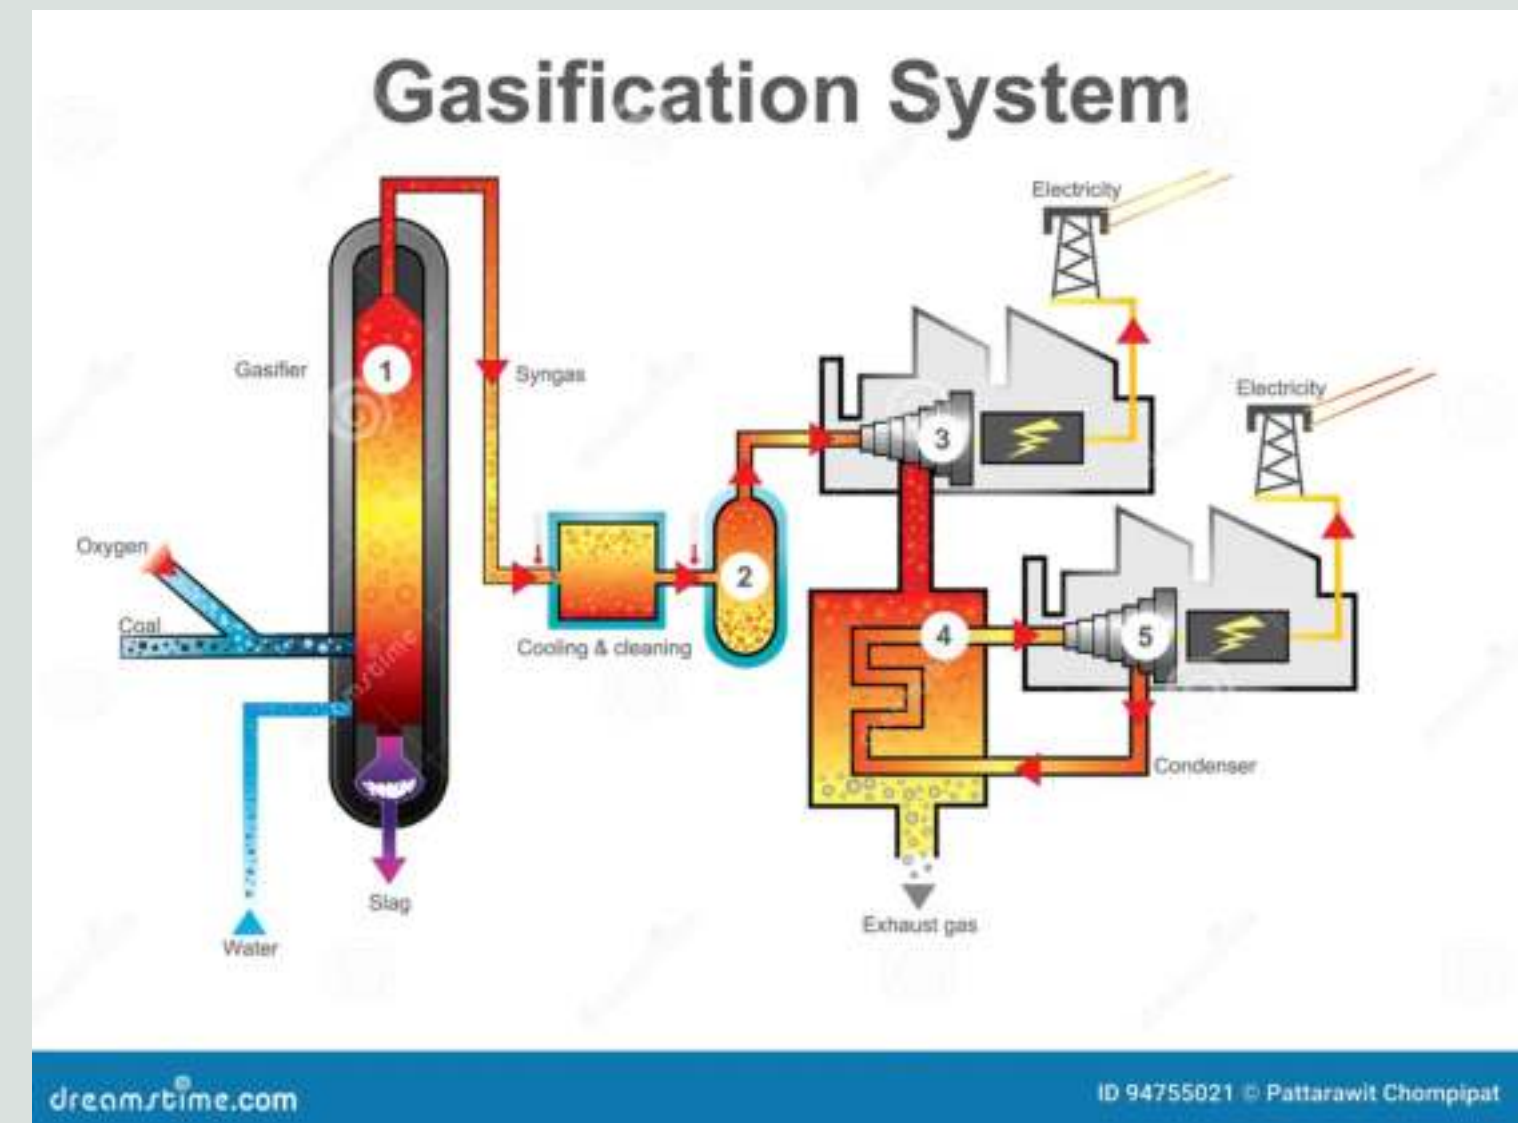 Gasification System
Electricity
Gasifier
1
Syngas
Electricity
3
Oxygen
2
Coal
Cooling & cleaning
4
5
Condenser
Slag
Exhaust gas
Water
dreamstime.com
ID 94755021 © Pattarawit Chompipat